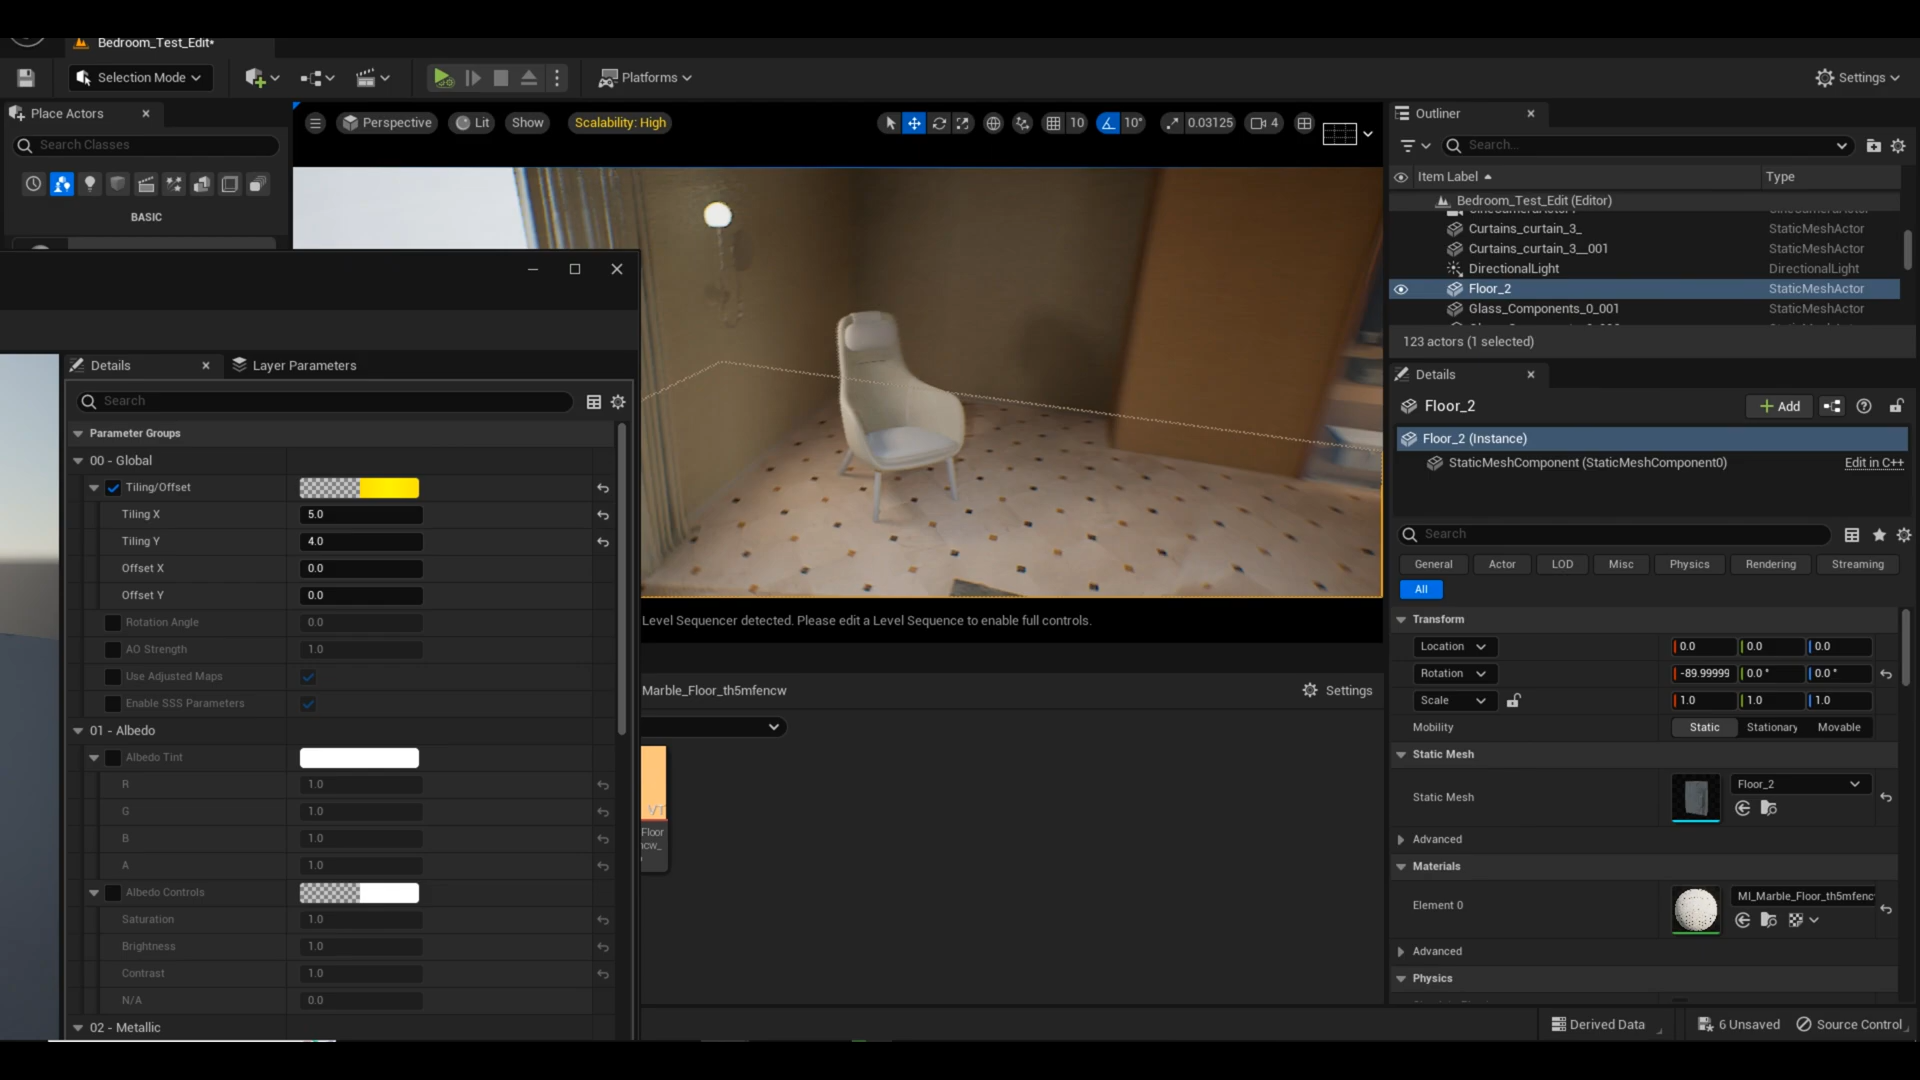 Bedroom_Test_Edit*
Selection Mode
Platforms
Settings
Place Actors
Search Classes
BASIC
Perspective
Lit
Show
Scalability: High
10
10°
0.03125
4
Outliner
Search...
Item Label
Type
Bedroom_Test_Edit (Editor)
Curtains_curtain_3_
StaticMeshActor
Curtains_curtain_3__001
StaticMeshActor
DirectionalLight
DirectionalLight
Floor_2
StaticMeshActor
Glass_Components_0_001
StaticMeshActor
123 actors (1 selected)
Details
Layer Parameters
Search
Parameter Groups
00 - Global
Tiling/Offset
Tiling X
5.0
Tiling Y
4.0
Offset X
0.0
Offset Y
0.0
Rotation Angle
0.0
AO Strength
1.0
Use Adjusted Maps
Enable SSS Parameters
01 - Albedo
Albedo Tint
R
1.0
G
1.0
B
1.0
A
1.0
Albedo Controls
Saturation
1.0
Brightness
1.0
Contrast
1.0
N/A
0.0
02 - Metallic
Level Sequencer detected. Please edit a Level Sequence to enable full controls.
Marble_Floor_th5mfencw
Settings
VT
Floor
Details
Floor_2
Add
Floor_2 (Instance)
StaticMeshComponent (StaticMeshComponent0)
Edit in C++
Search
General
Actor
LOD
Misc
Physics
Rendering
Streaming
All
Transform
Location
0.0
0.0
0.0
Rotation
-89.99999
0.0 °
0.0 °
Scale
1.0
1.0
1.0
Mobility
Static
Stationary
Movable
Static Mesh
Static Mesh
Floor_2
Advanced
Materials
Element 0
MI_Marble_Floor_th5mfenc
Advanced
Physics
Derived Data
6 Unsaved
Source Control